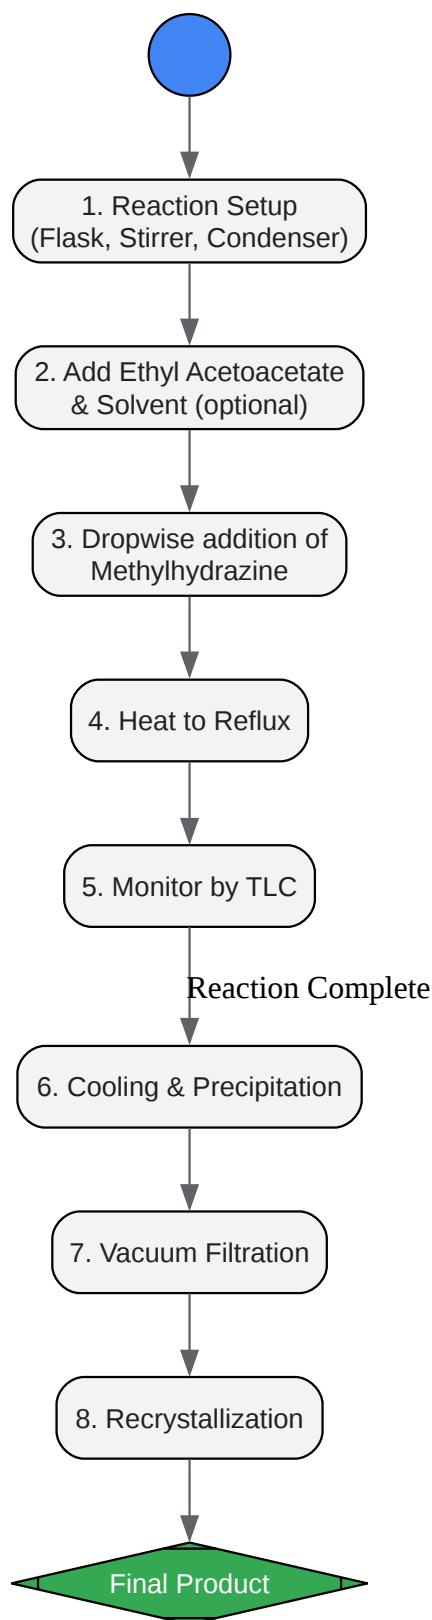 1. Reaction Setup
(Flask, Stirrer, Condenser)
2. Add Ethyl Acetoacetate
& Solvent (optional)
3. Dropwise addition of
Methylhydrazine
4. Heat to Reflux
5. Monitor by TLC
Reaction Complete
6. Cooling & Precipitation
7. Vacuum Filtration
8. Recrystallization
Final Product